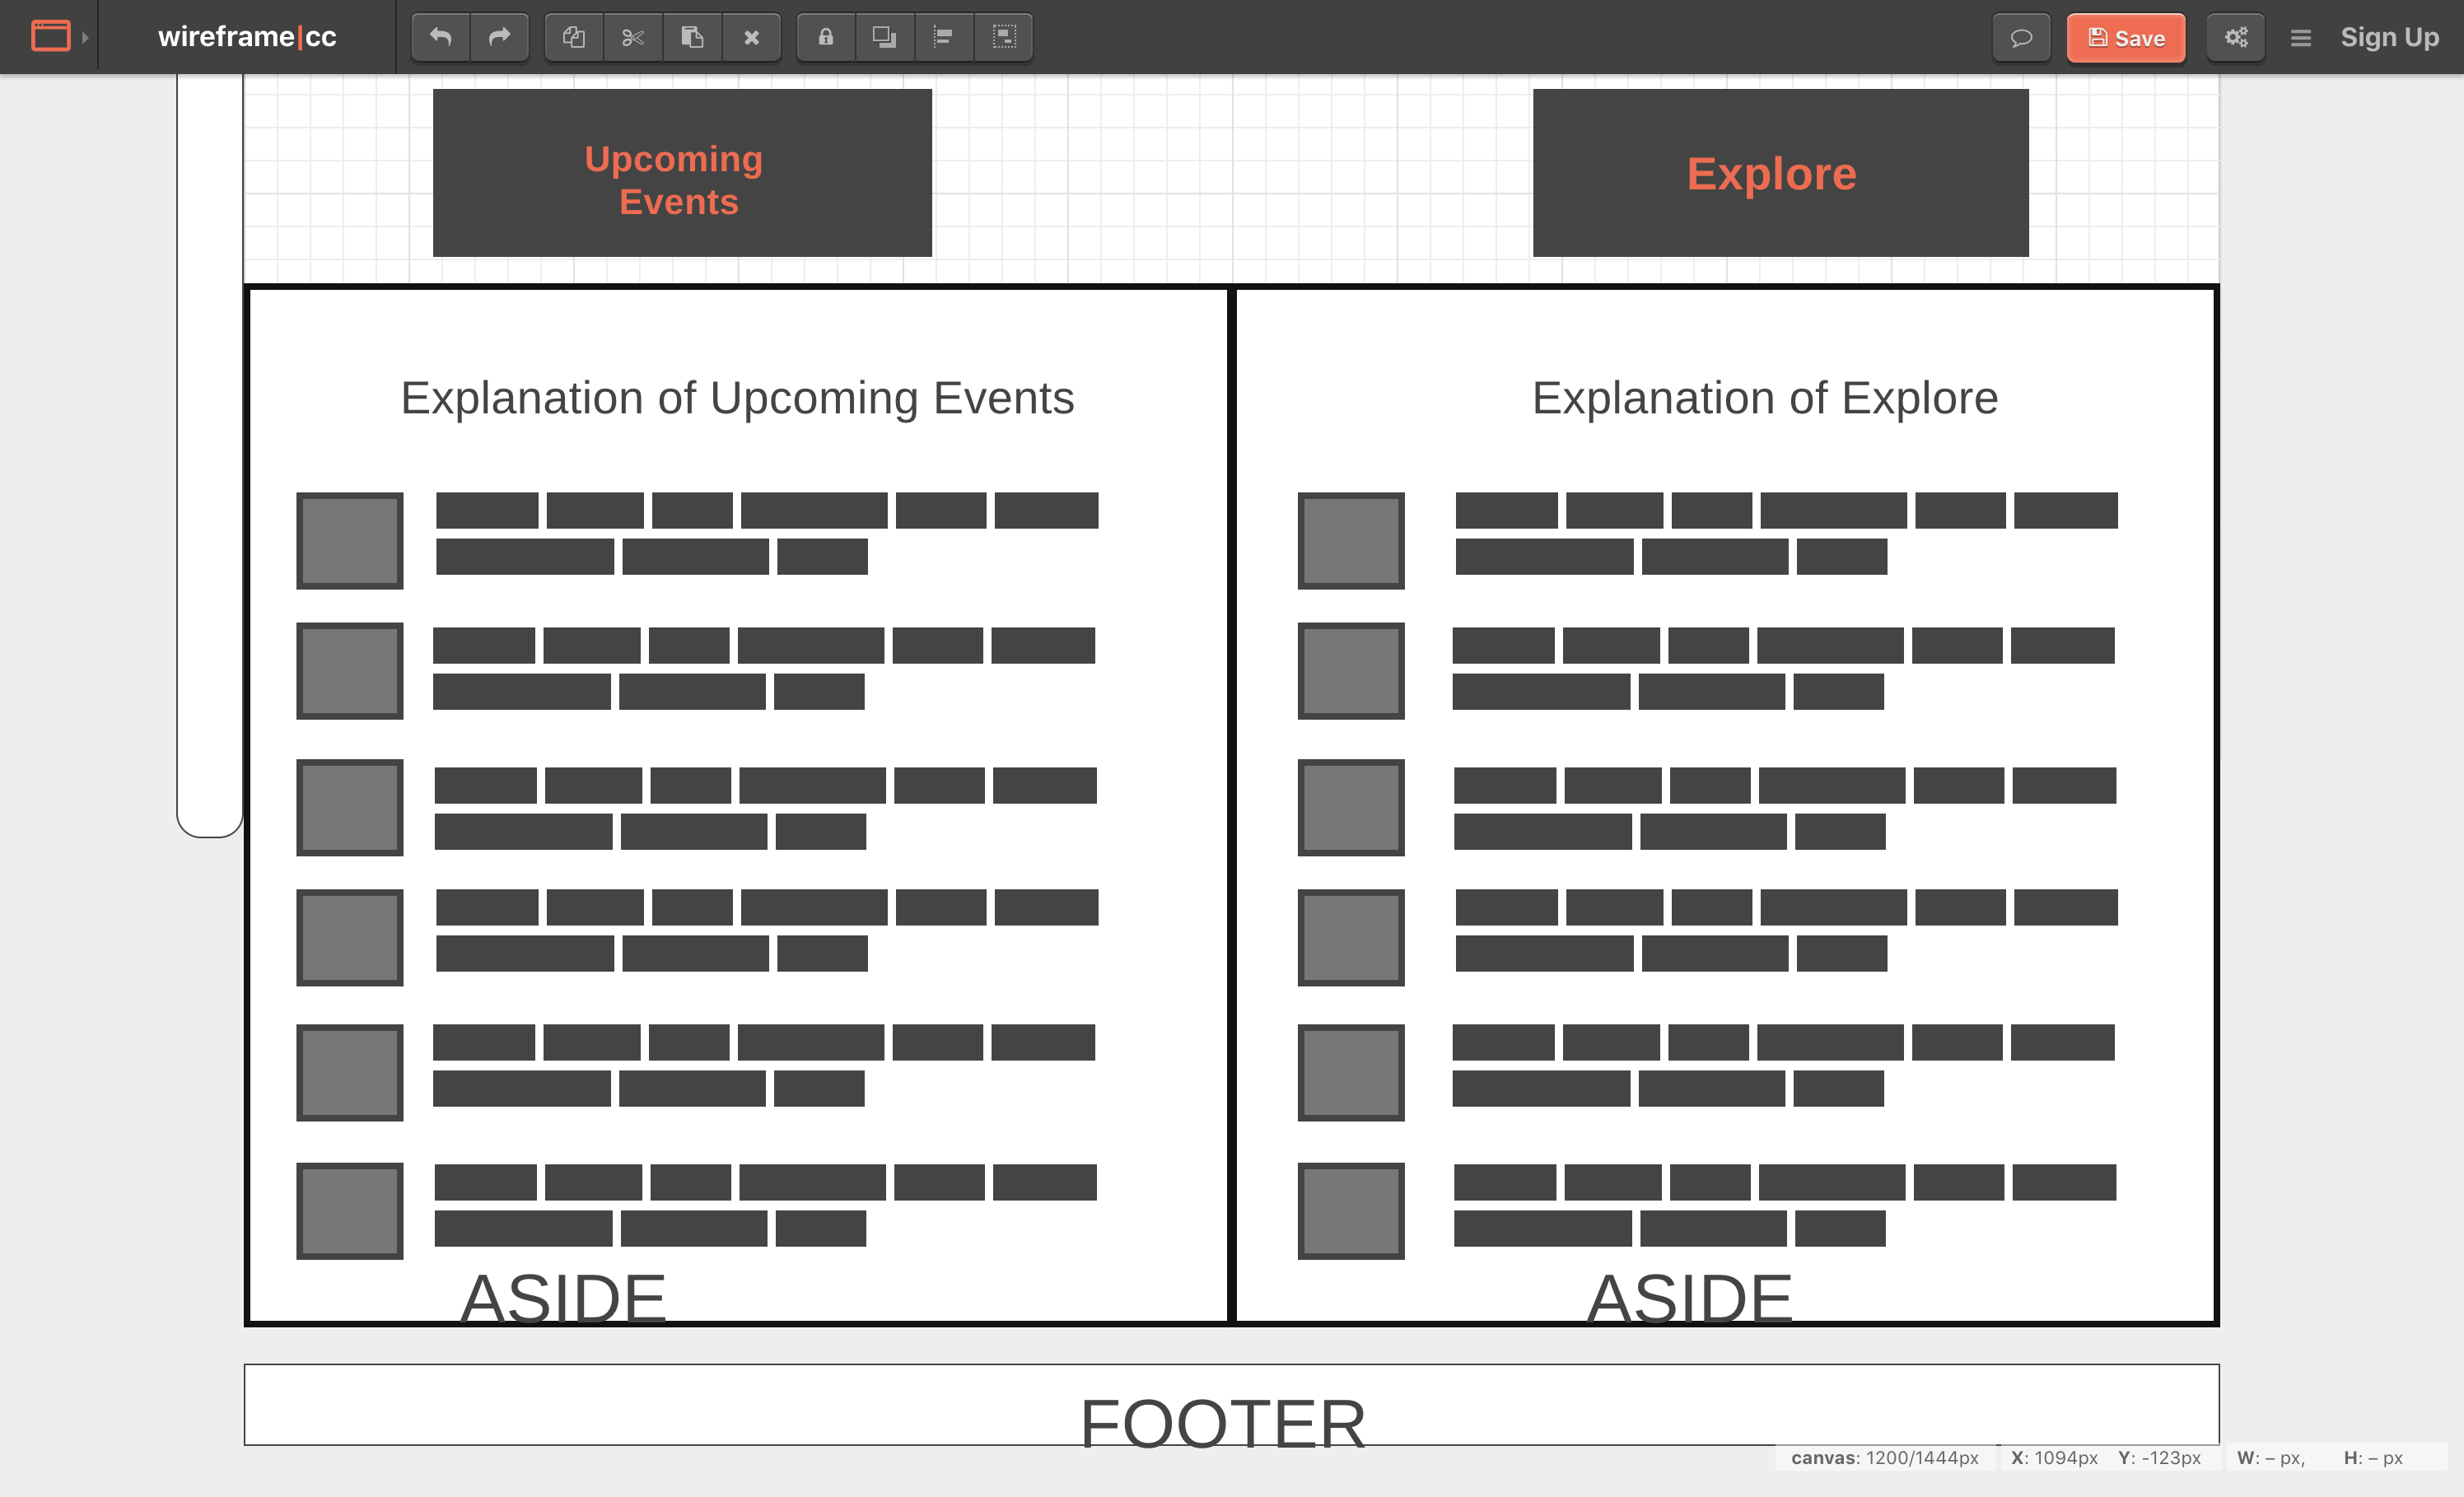 wireframe|cc
Save
Sign Up
Upcoming
Events
Explore
Explanation of Upcoming Events
Explanation of Explore
ASIDE
ASIDE
FOOTER
canvas: 1200/1444px X: 1094px Y: -123px W: – px, H: – px